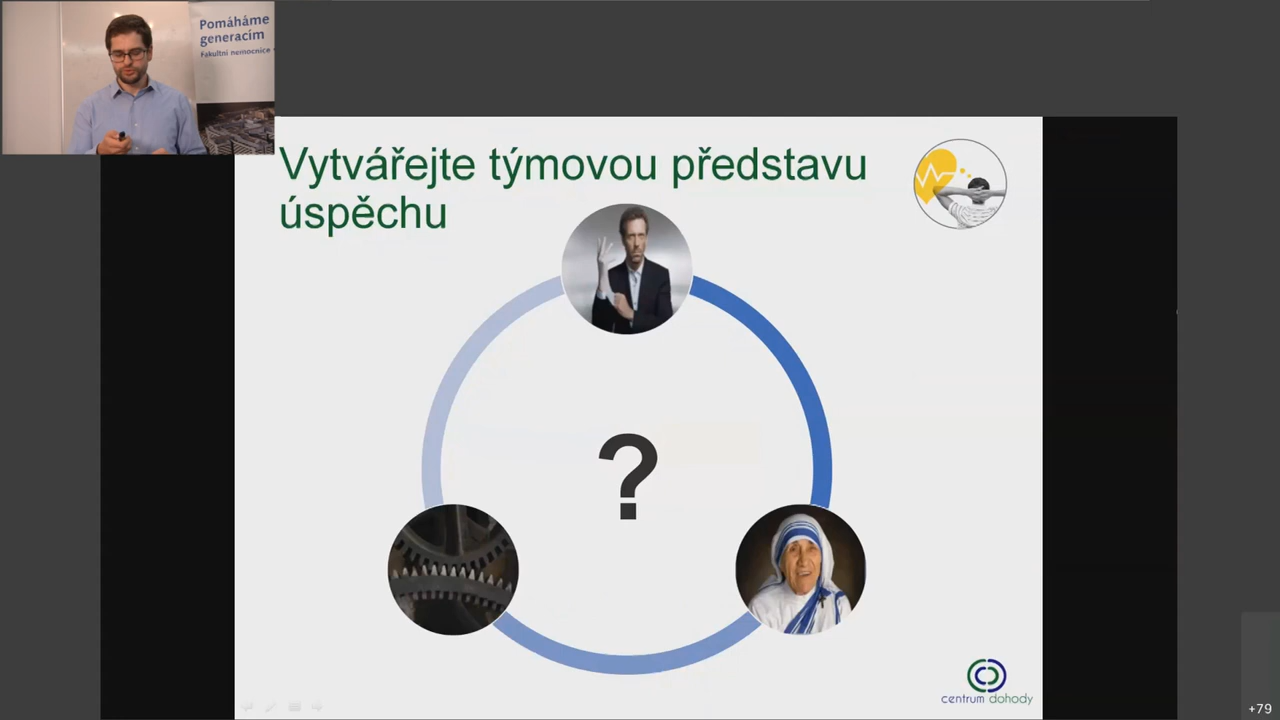 Pomáháme
generacím
Fakultní nemocnice
Vytvářejte týmovou představu
úspěchu
?
centrum dohody
+79